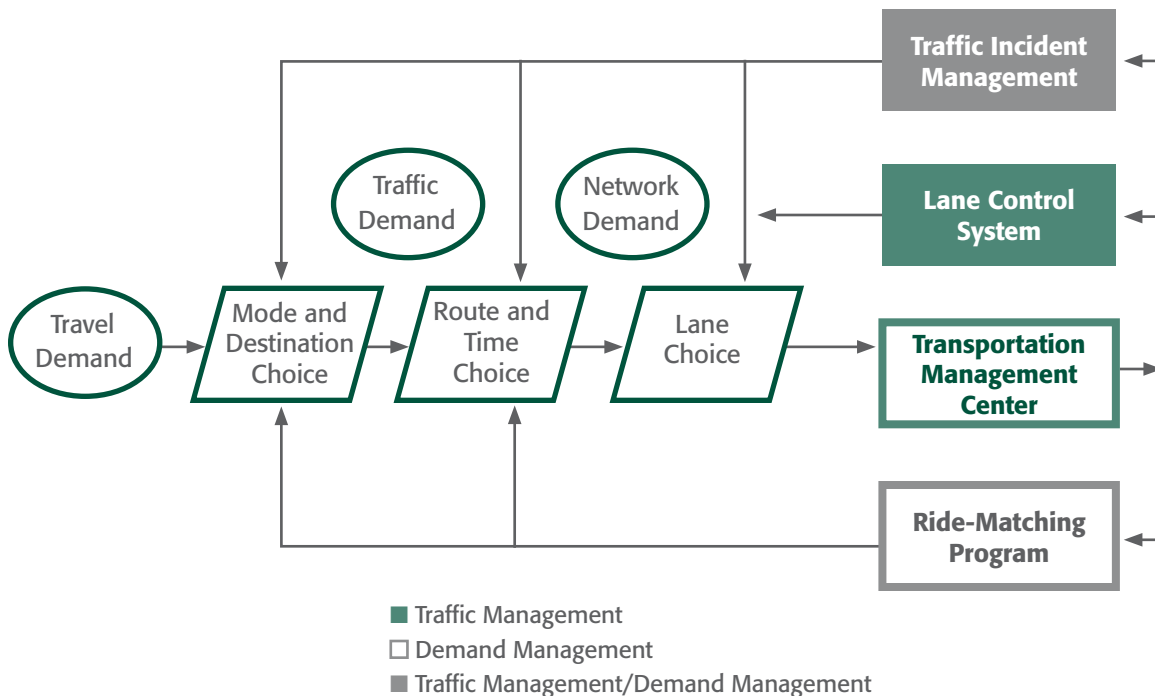 Traffic Incident
Management
Traffic
Demand
Network
Demand
Lane Control
System
Travel
Demand
Mode and
Destination
Choice
Route and
Time
Choice
Lane
Choice
Transportation
Management
Center
Ride-Matching
Program
Traffic Management
Demand Management
Traffic Management/Demand Management